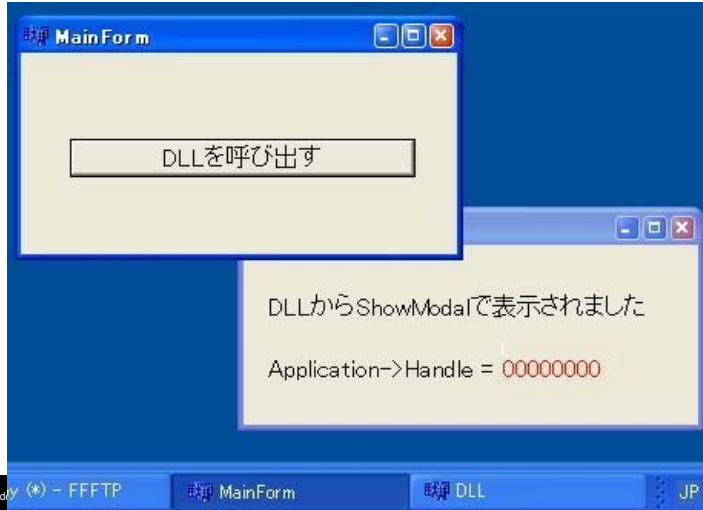 MainForm
DLLを呼び出す
DLLからShowModalで表示されました
Application->Handle = 00000000
(*) - FFFTP
MainForm
DLL
JP